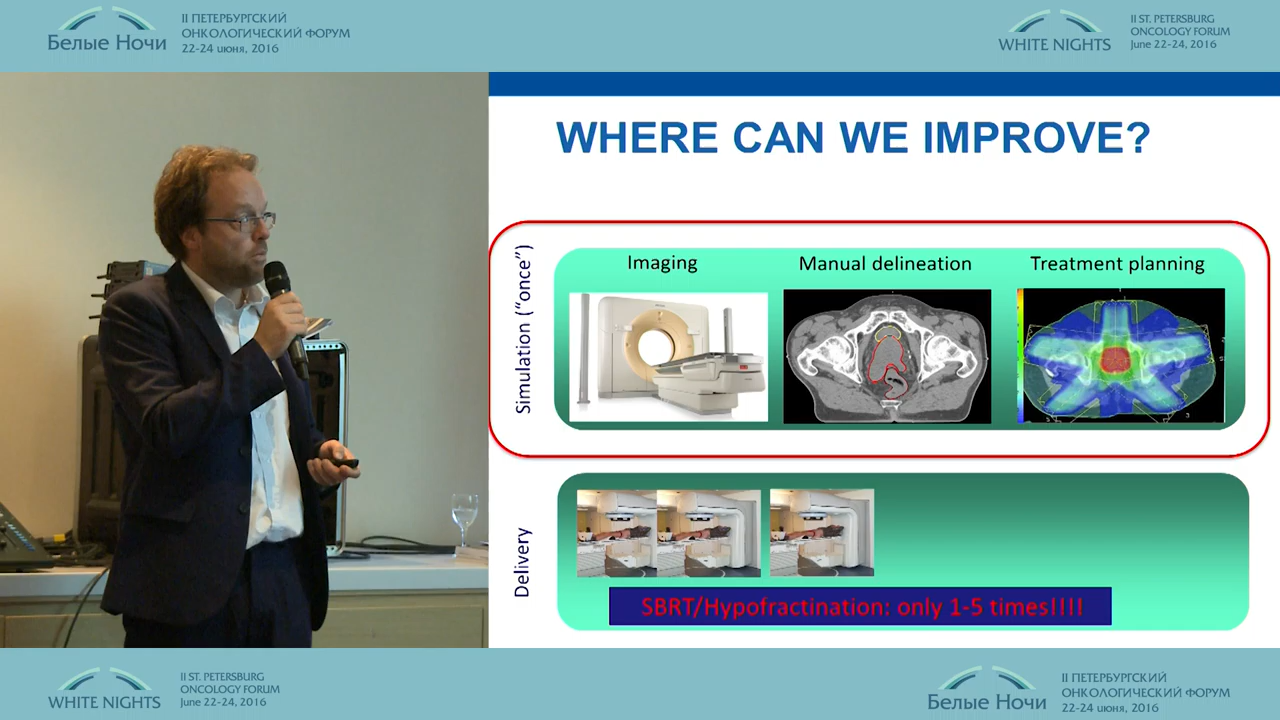 Белые Ночи
II ПЕТЕРБУРГСКИЙ
ОНКОЛОГИЧЕСКИЙ ФОРУМ
22-24 июня, 2016
WHITE NIGHTS
II ST. PETERSBURG
ONCOLOGY FORUM
June 22-24, 2016
WHERE CAN WE IMPROVE?
Simulation ("once")
Imaging
Manual delineation
Treatment planning
Delivery
SBRT/Hypofractination: only 1-5 times!!!!
WHITE NIGHTS
II ST. PETERSBURG
ONCOLOGY FORUM
June 22-24, 2016
Белые Ночи
II ПЕТЕРБУРГСКИЙ
ОНКОЛОГИЧЕСКИЙ ФОРУМ
22-24 июня, 2016